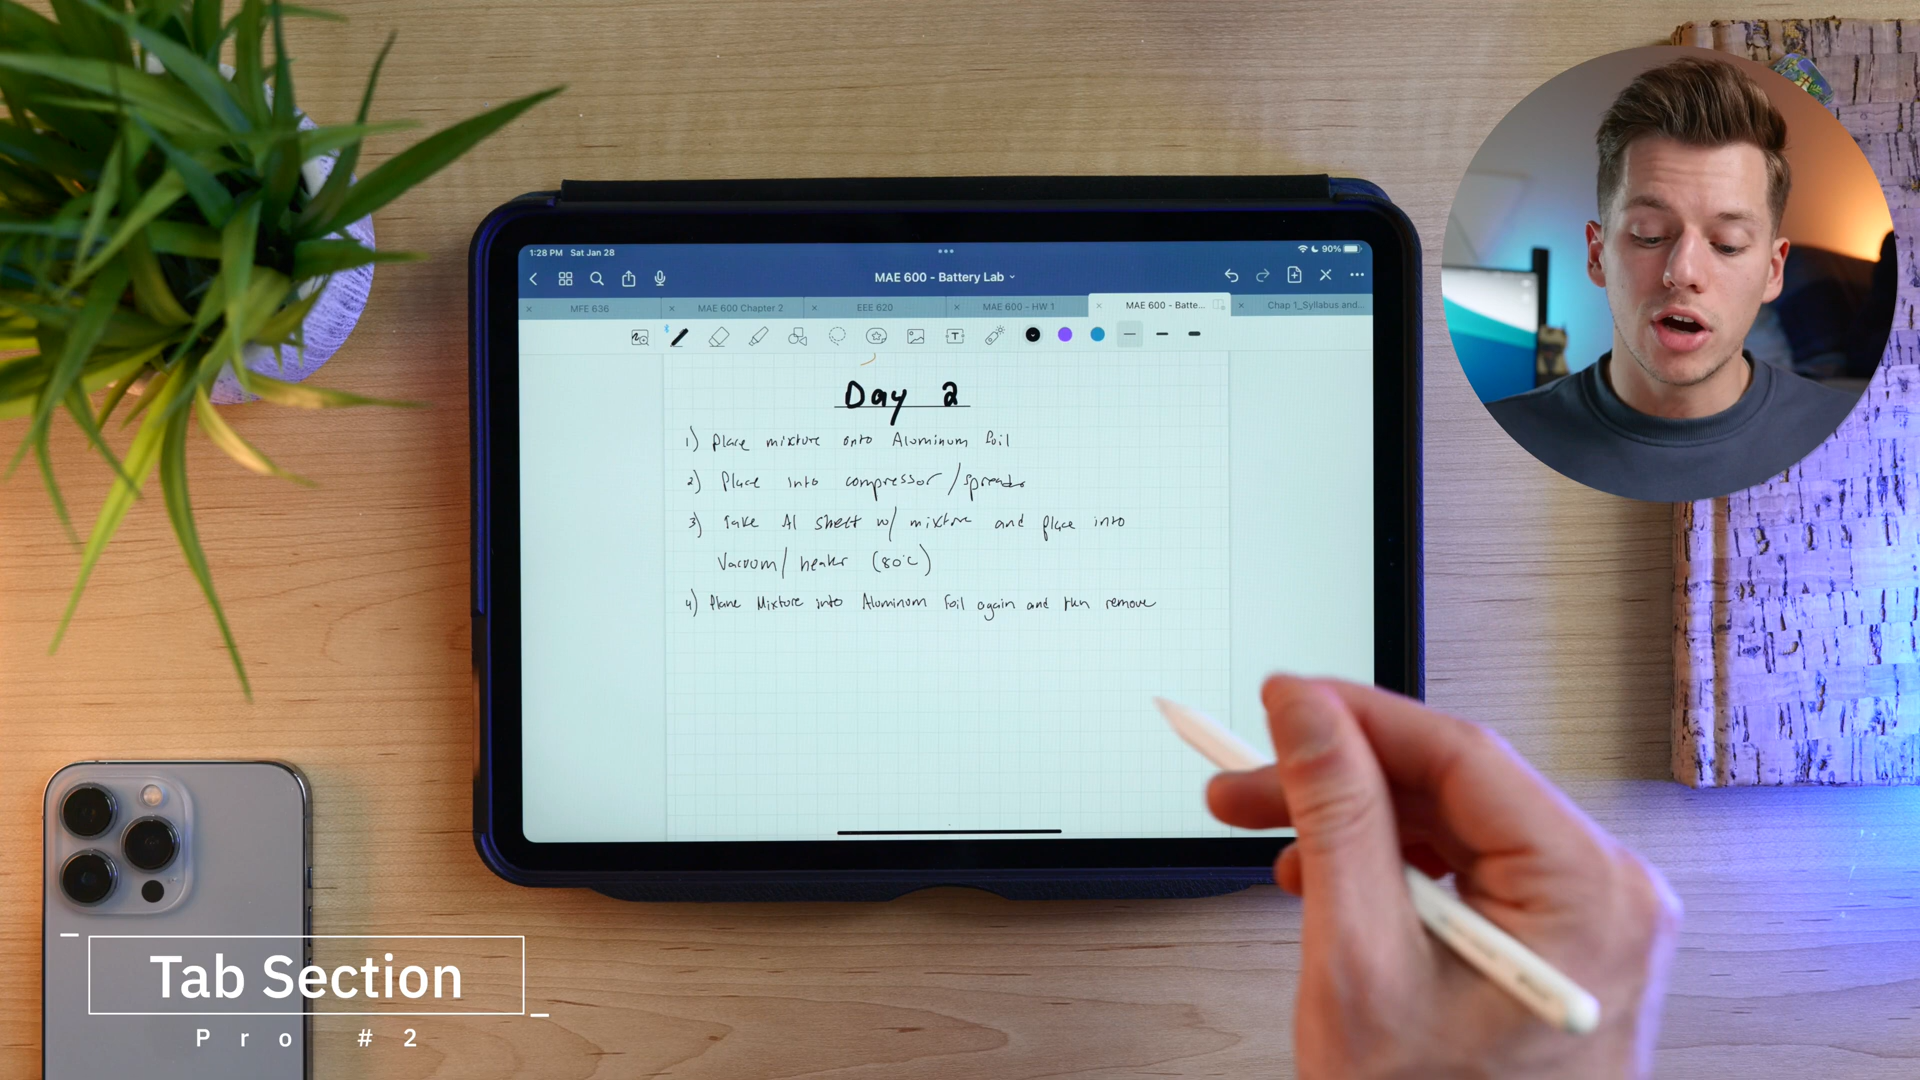 1:28 PM Sat Jan 28
90%
MAE 600 - Battery Lab
MFE 636
MAE 600 Chapter 2
EEE 620
MAE 600 - HW 1
MAE 600 - Batte...
Chap 1_Syllabus and...
T
Day 2
1) Place mixture onto Aluminum foil
2) Place into compressor/spreader
3) Take Al sheet w/ mixture and place into
Vacuum/heater (80°C)
4) Plane Mixture into Aluminum foil again and then remove
Tab Section
Pro #2